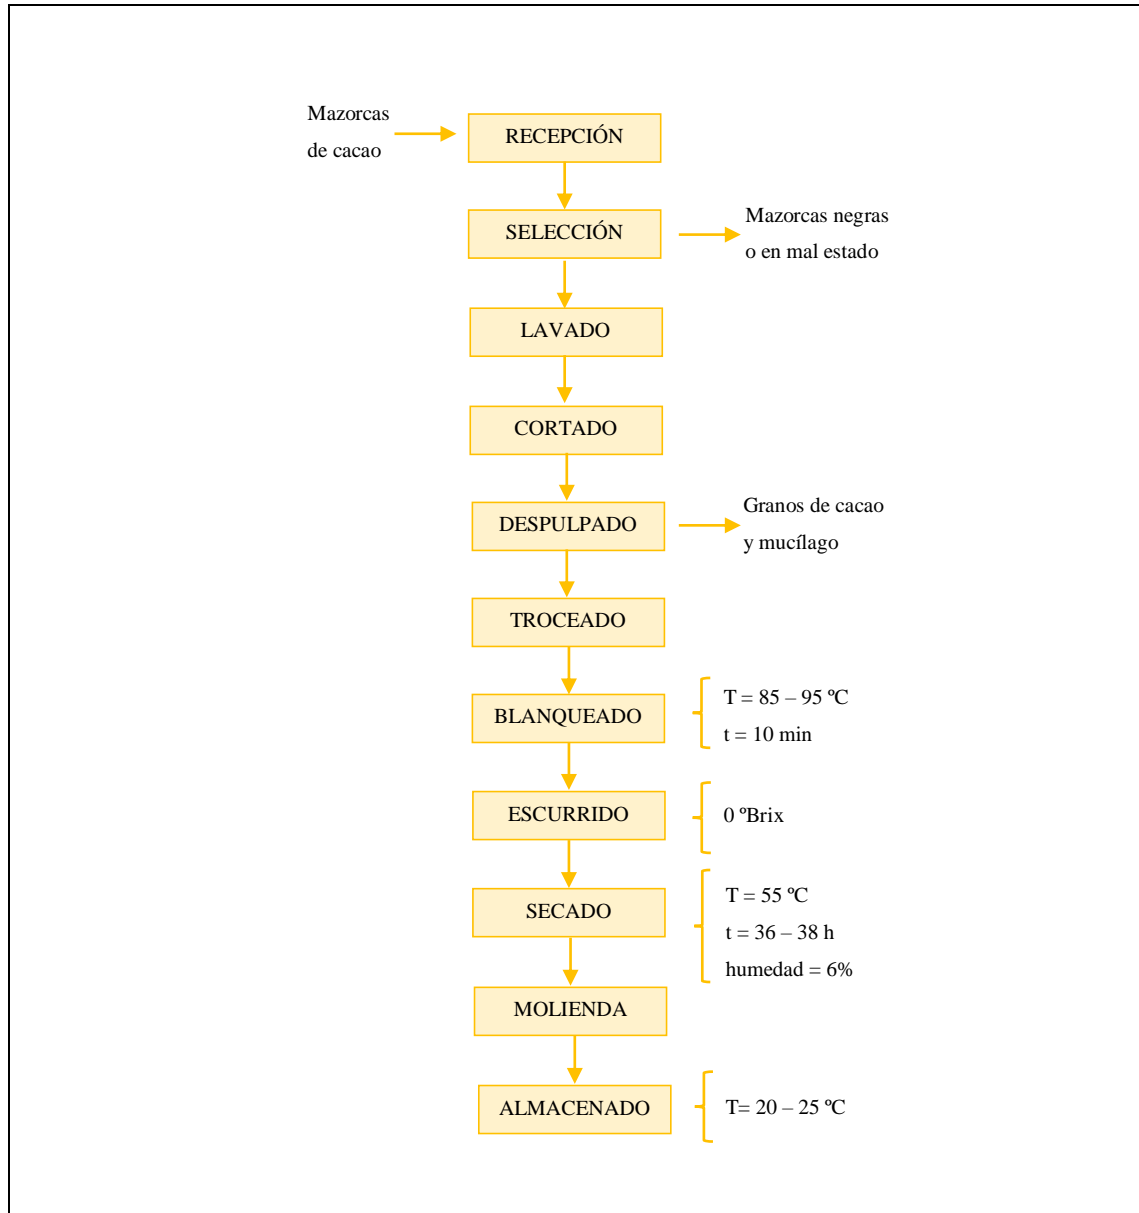 Mazorcas
de cacao
RECEPCIÓN
SELECCIÓN
Mazorcas negras
o en mal estado
LAVADO
CORTADO
DESPULPADO
Granos de cacao
y mucílago
TROCEADO
BLANQUEADO
T = 85 – 95 ºC
t = 10 min
ESCURRIDO
0 ºBrix
SECADO
T = 55 ºC
t = 36 – 38 h
humedad = 6%
MOLIENDA
ALMACENADO
T= 20 – 25 ºC